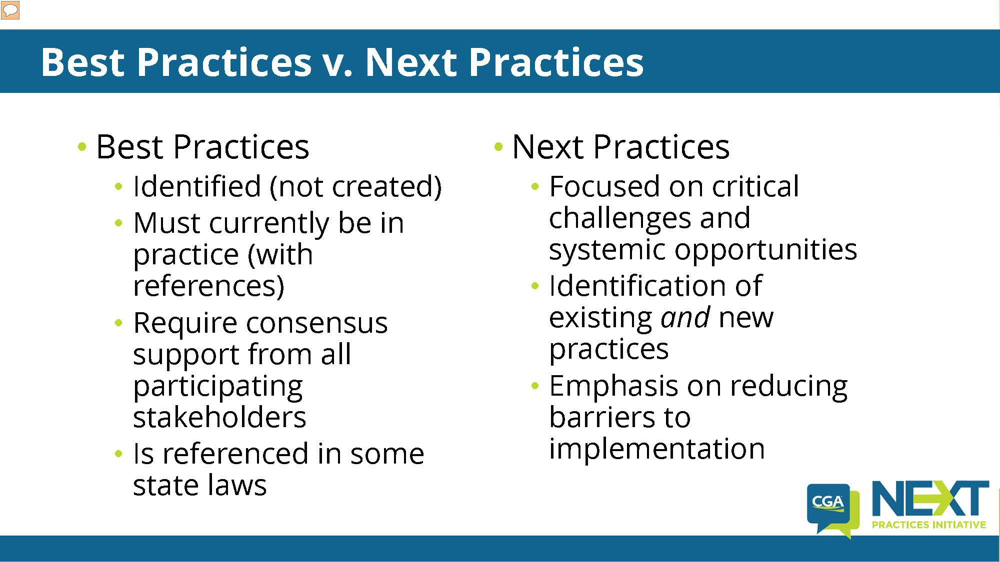 Best Practices v. Next Practices
• Best Practices
• Identified (not created)
• Must currently be in
practice (with
references)
• Require consensus
support from all
participating
stakeholders
• Is referenced in some
state laws
• Next Practices
• Focused on critical
challenges and
systemic opportunities
• Identification of
existing and new
practices
• Emphasis on reducing
barriers to
implementation
CGA
NEXT
PRACTICES INITIATIVE